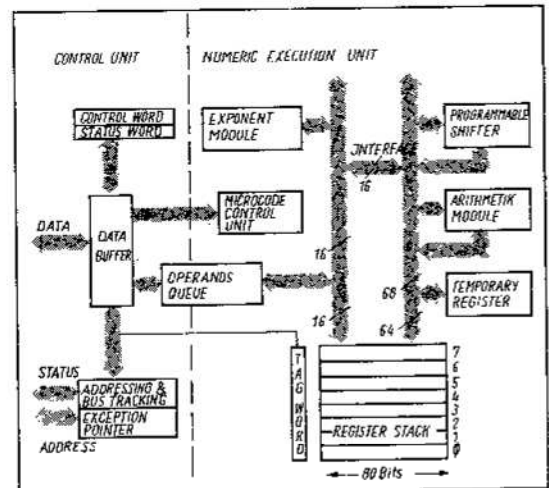 CONTROL UNIT
NUMERIC EXECUTION UNIT
CONTROL WORD
STATUS WORD
EXPONENT
MODULE
PROGRAMMABLE
SHIFTER
INTERFACE
16
DATA
DATA
BUFFER
MICROCODE
CONTROL
UNIT
ARITHMETIK
MODULE
16
OPERANDS
QUEUE
68
TEMPORARY
REGISTER
16
64
STATUS
ADDRESSING &
BUS TRACKING
EXCEPTION
POINTER
ADDRESS
TAG WORD
7
6
5
4
3
2
1
0
REGISTER STACK
80 Bits